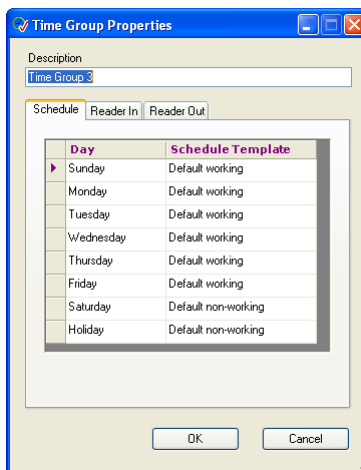 Time Group Properties
Description
Time Group 3
Schedule Reader In Reader Out
Day Schedule Template
Sunday Default working
Monday Default working
Tuesday Default working
Wednesday Default working
Thursday Default working
Friday Default working
Saturday Default non-working
Holiday Default non-working
OK Cancel